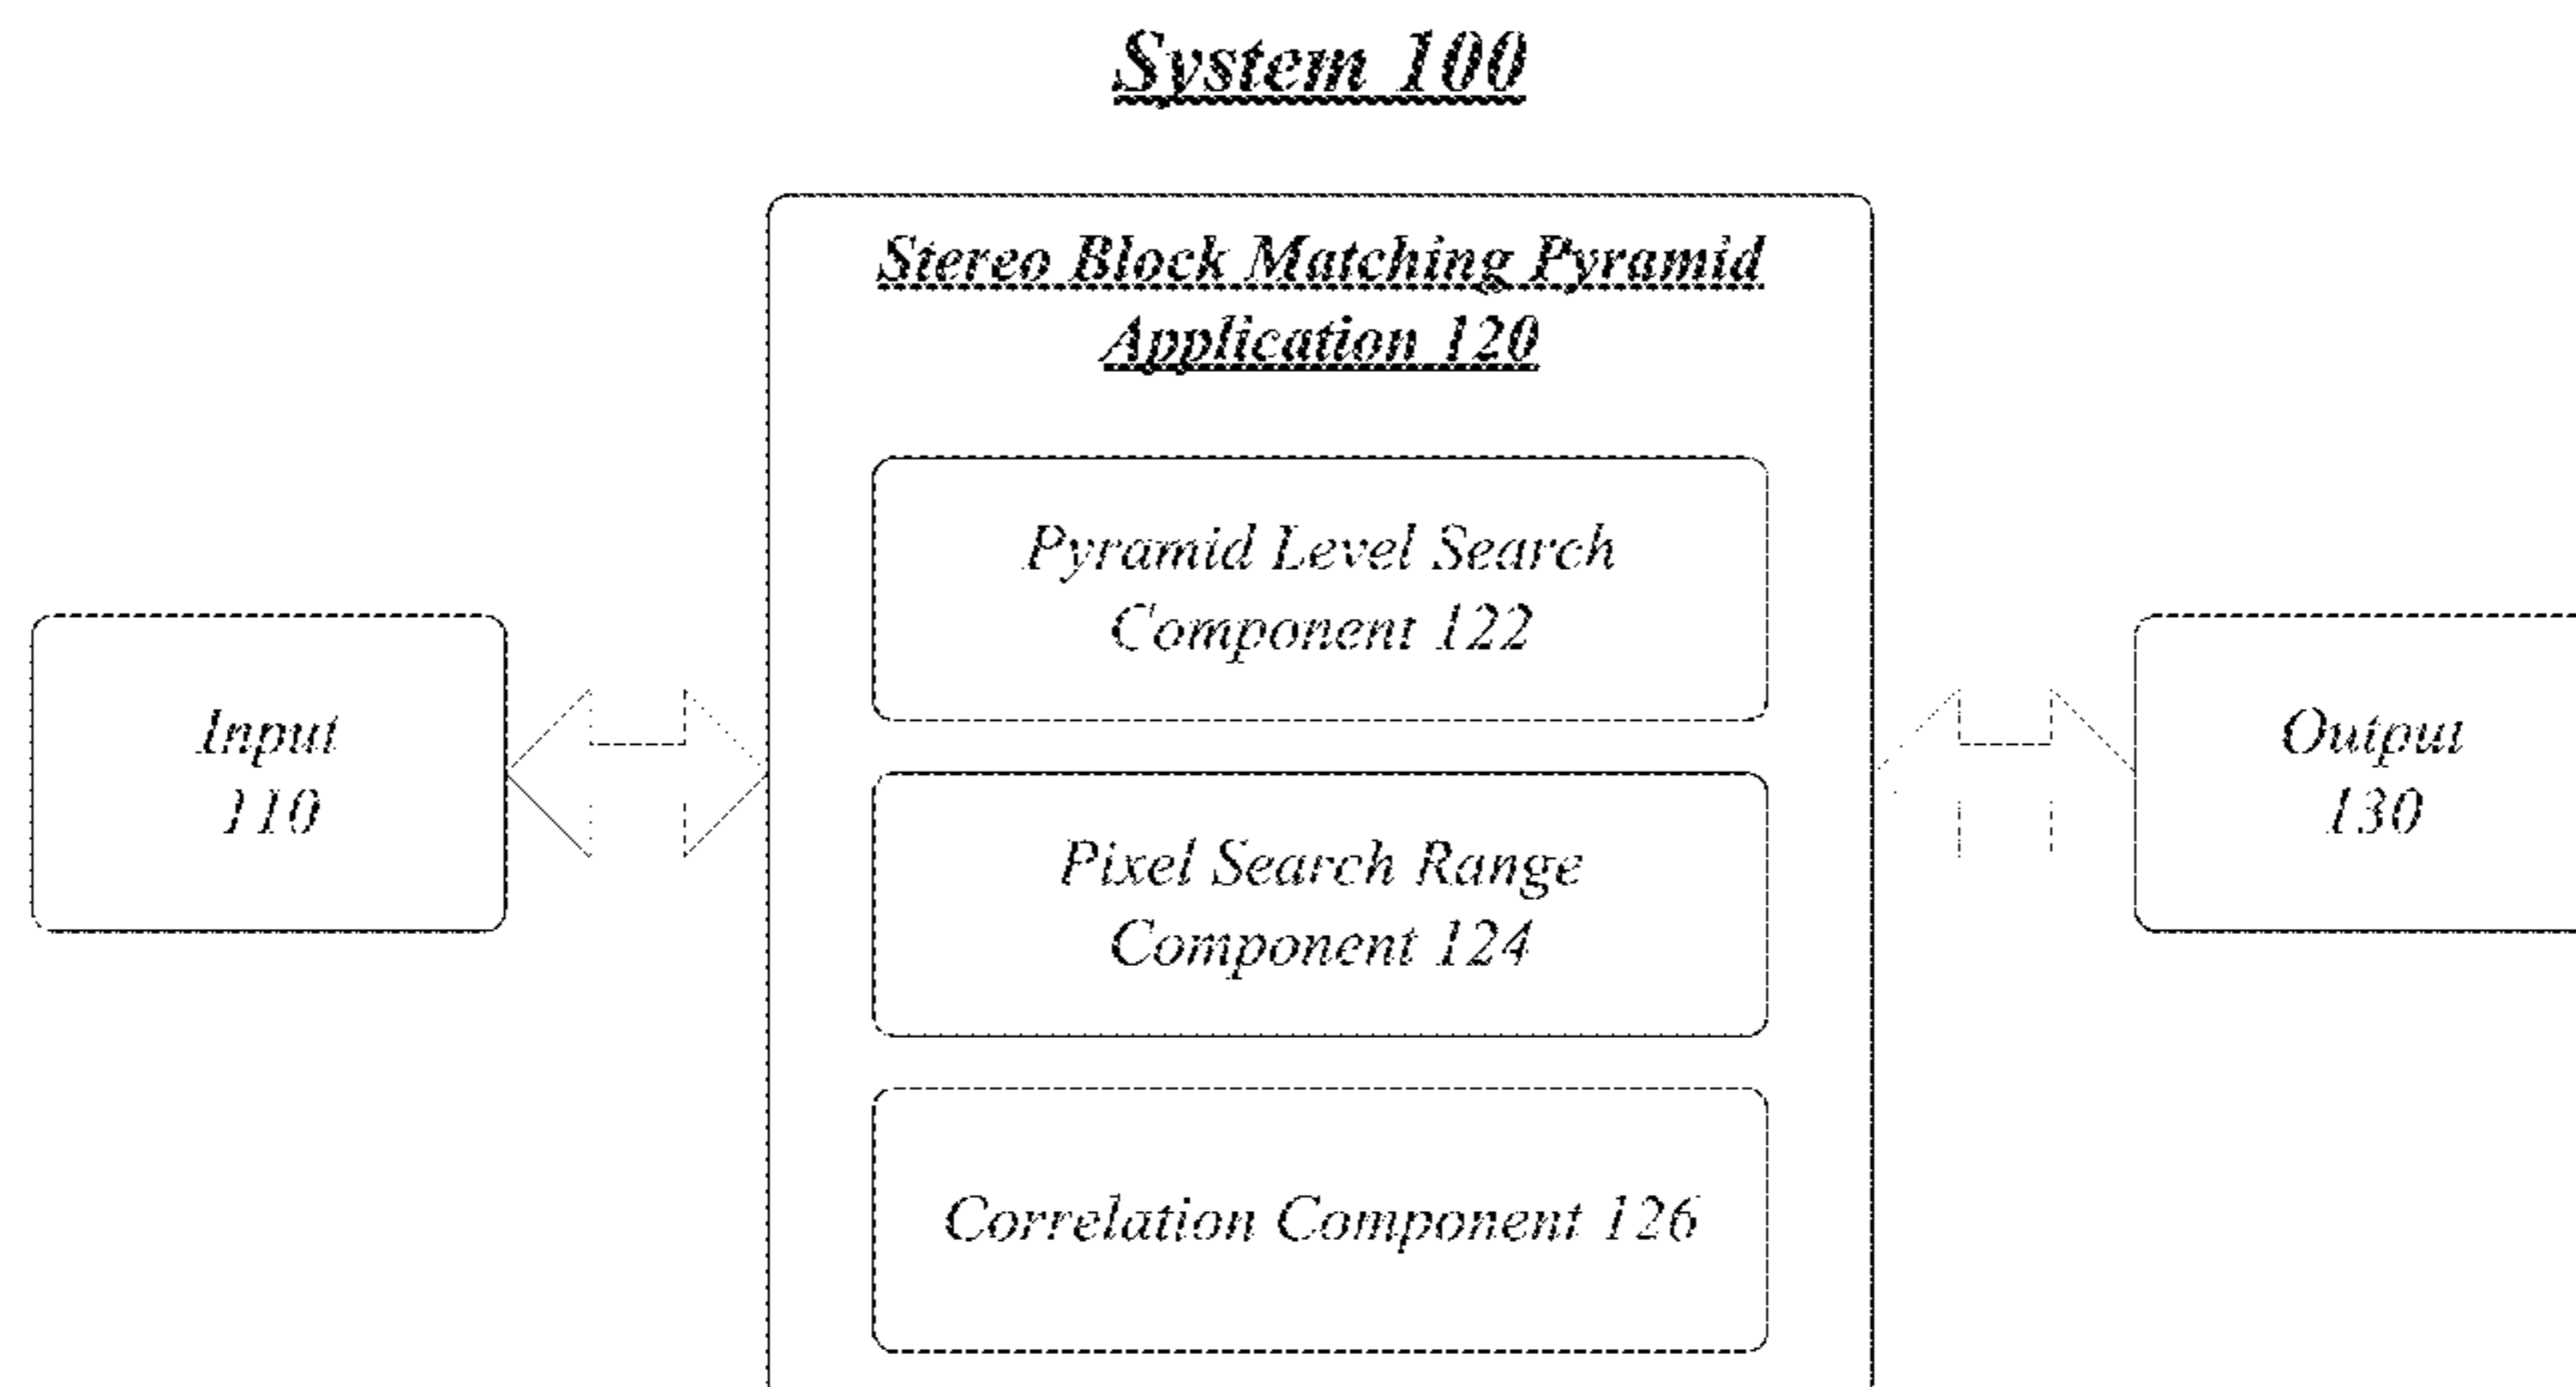 System 100
Stereo Block Matching Pyramid
Application 120
Pyramid Level Search
Component 122
Input
110
Output
130
Pixel Search Range
Component 124
Correlation Component 126